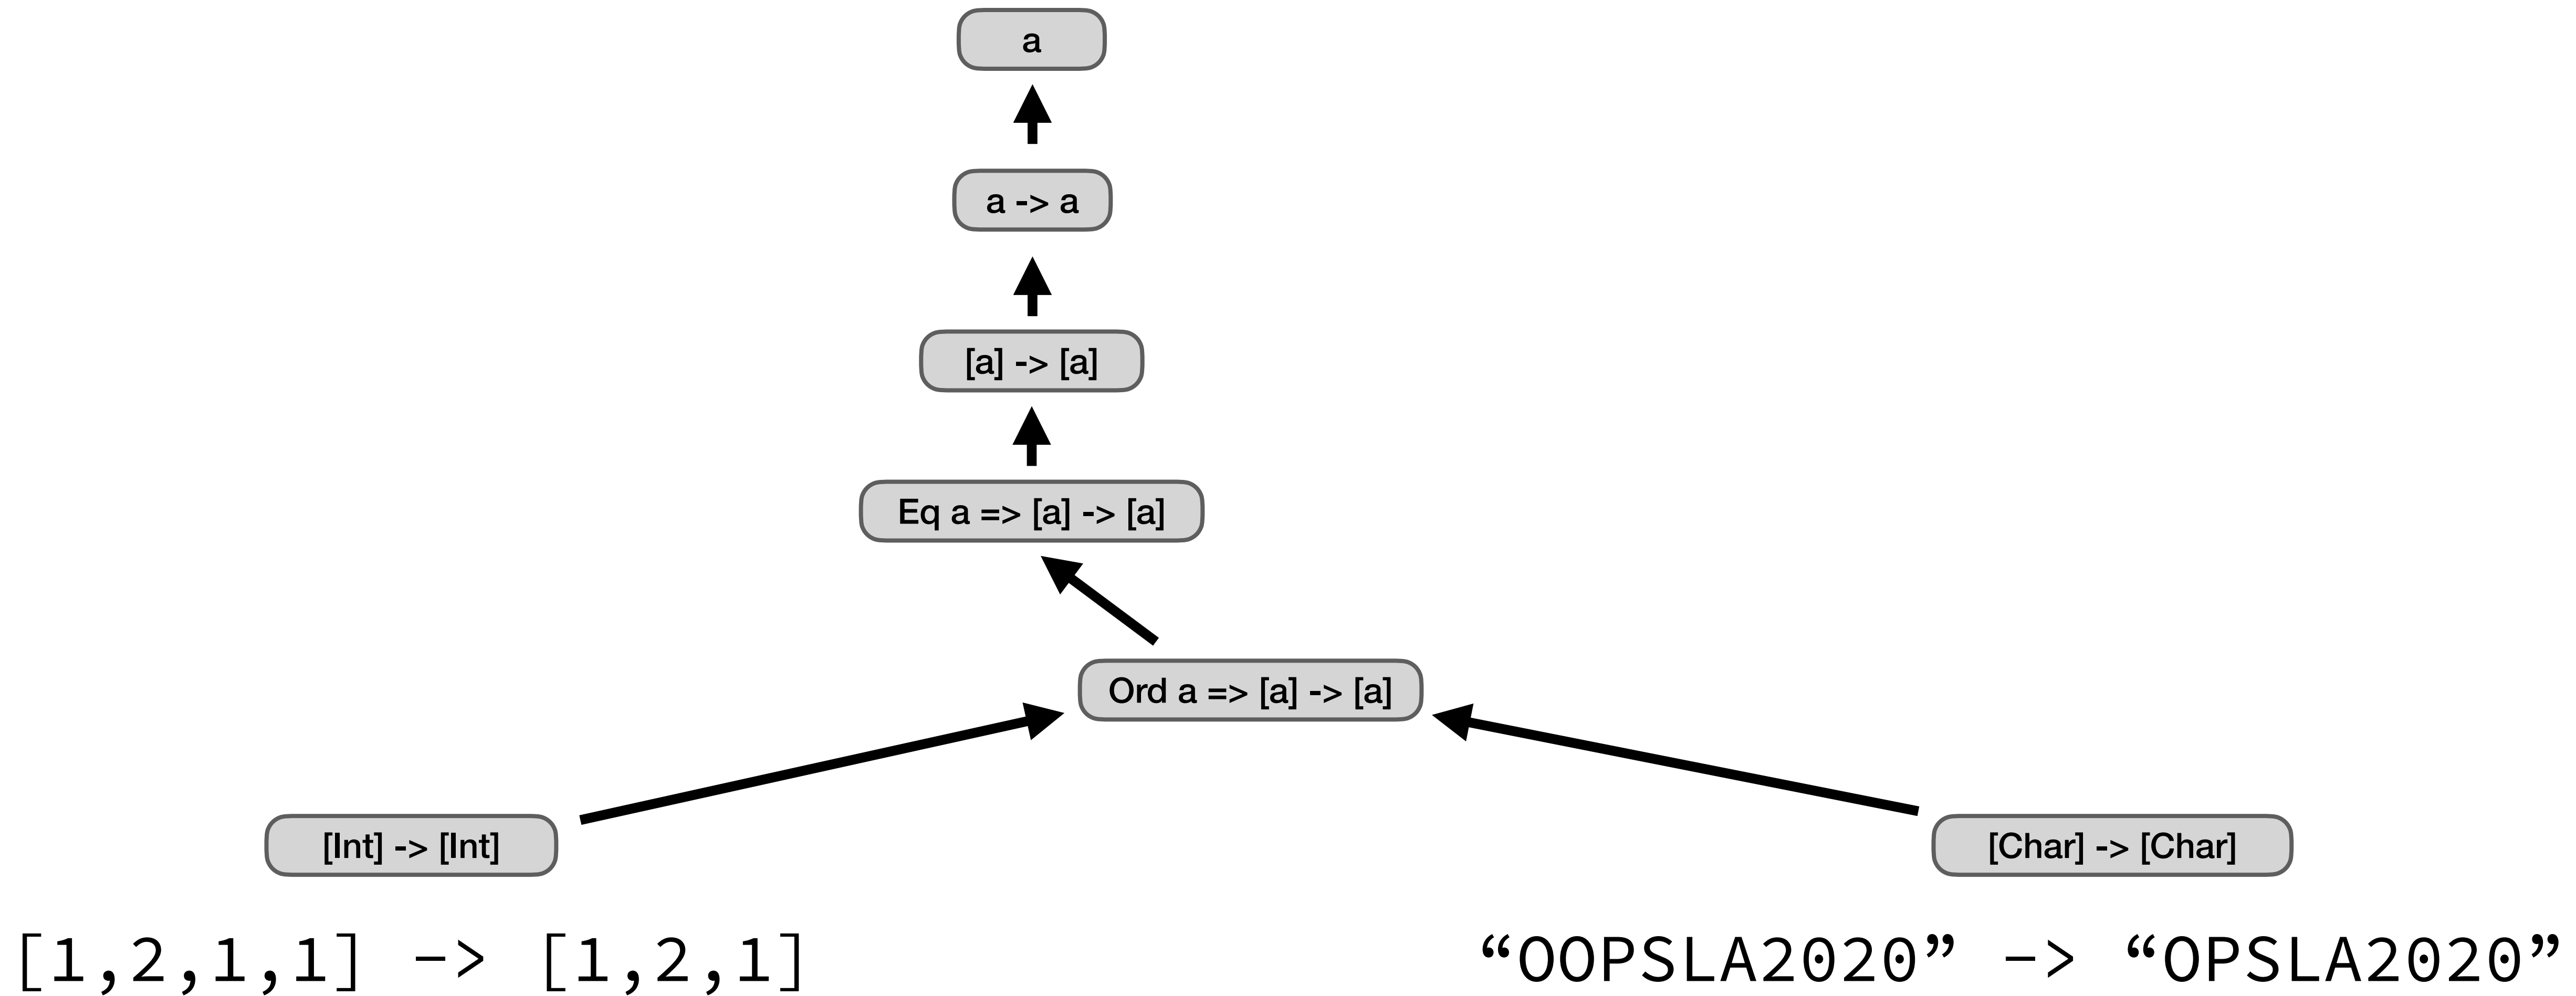 a
a -> a
[a] -> [a]
Eq a => [a] -> [a]
Ord a => [a] -> [a]
[Int] -> [Int]
[Char] -> [Char]
[1,2,1,1] -> [1,2,1]
“OOPSLA2020” -> “OPSLA2020”